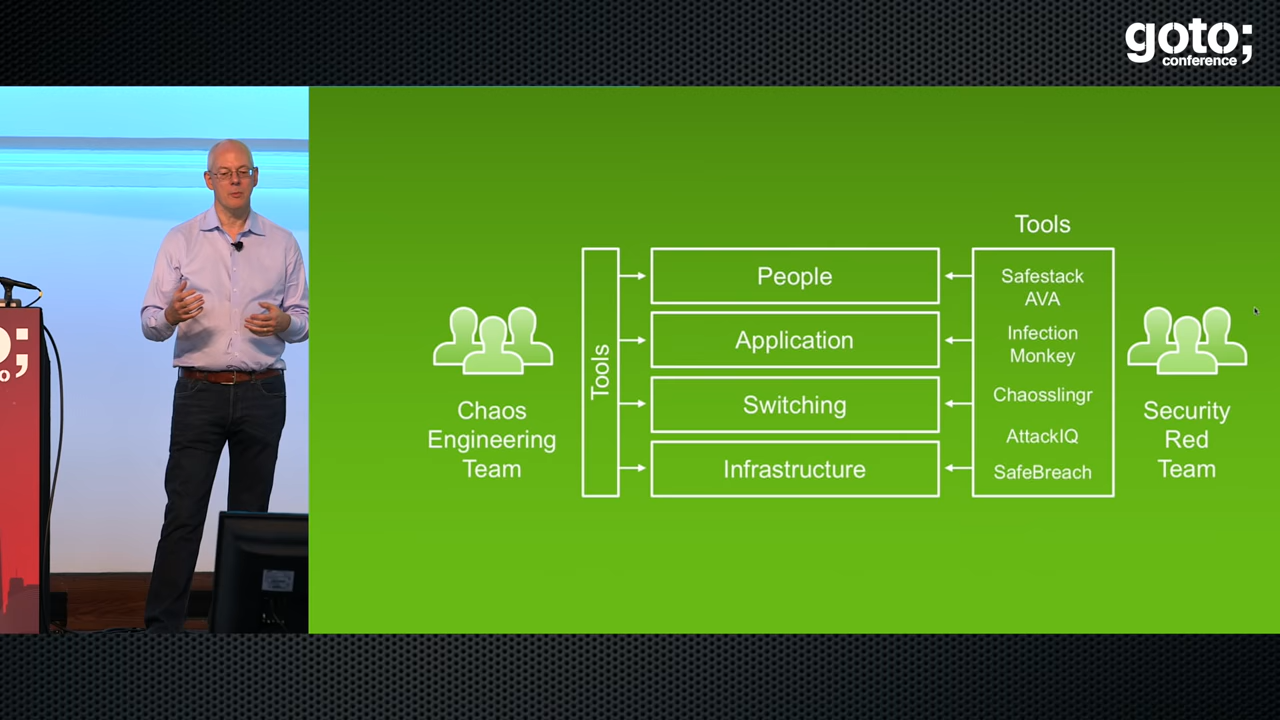 goto;
conference
Tools
People
Application
Switching
Infrastructure
Tools
Safestack
AVA
Infection
Monkey
Chaosslingr
AttackIQ
SafeBreach
Chaos
Engineering
Team
Security
Red
Team